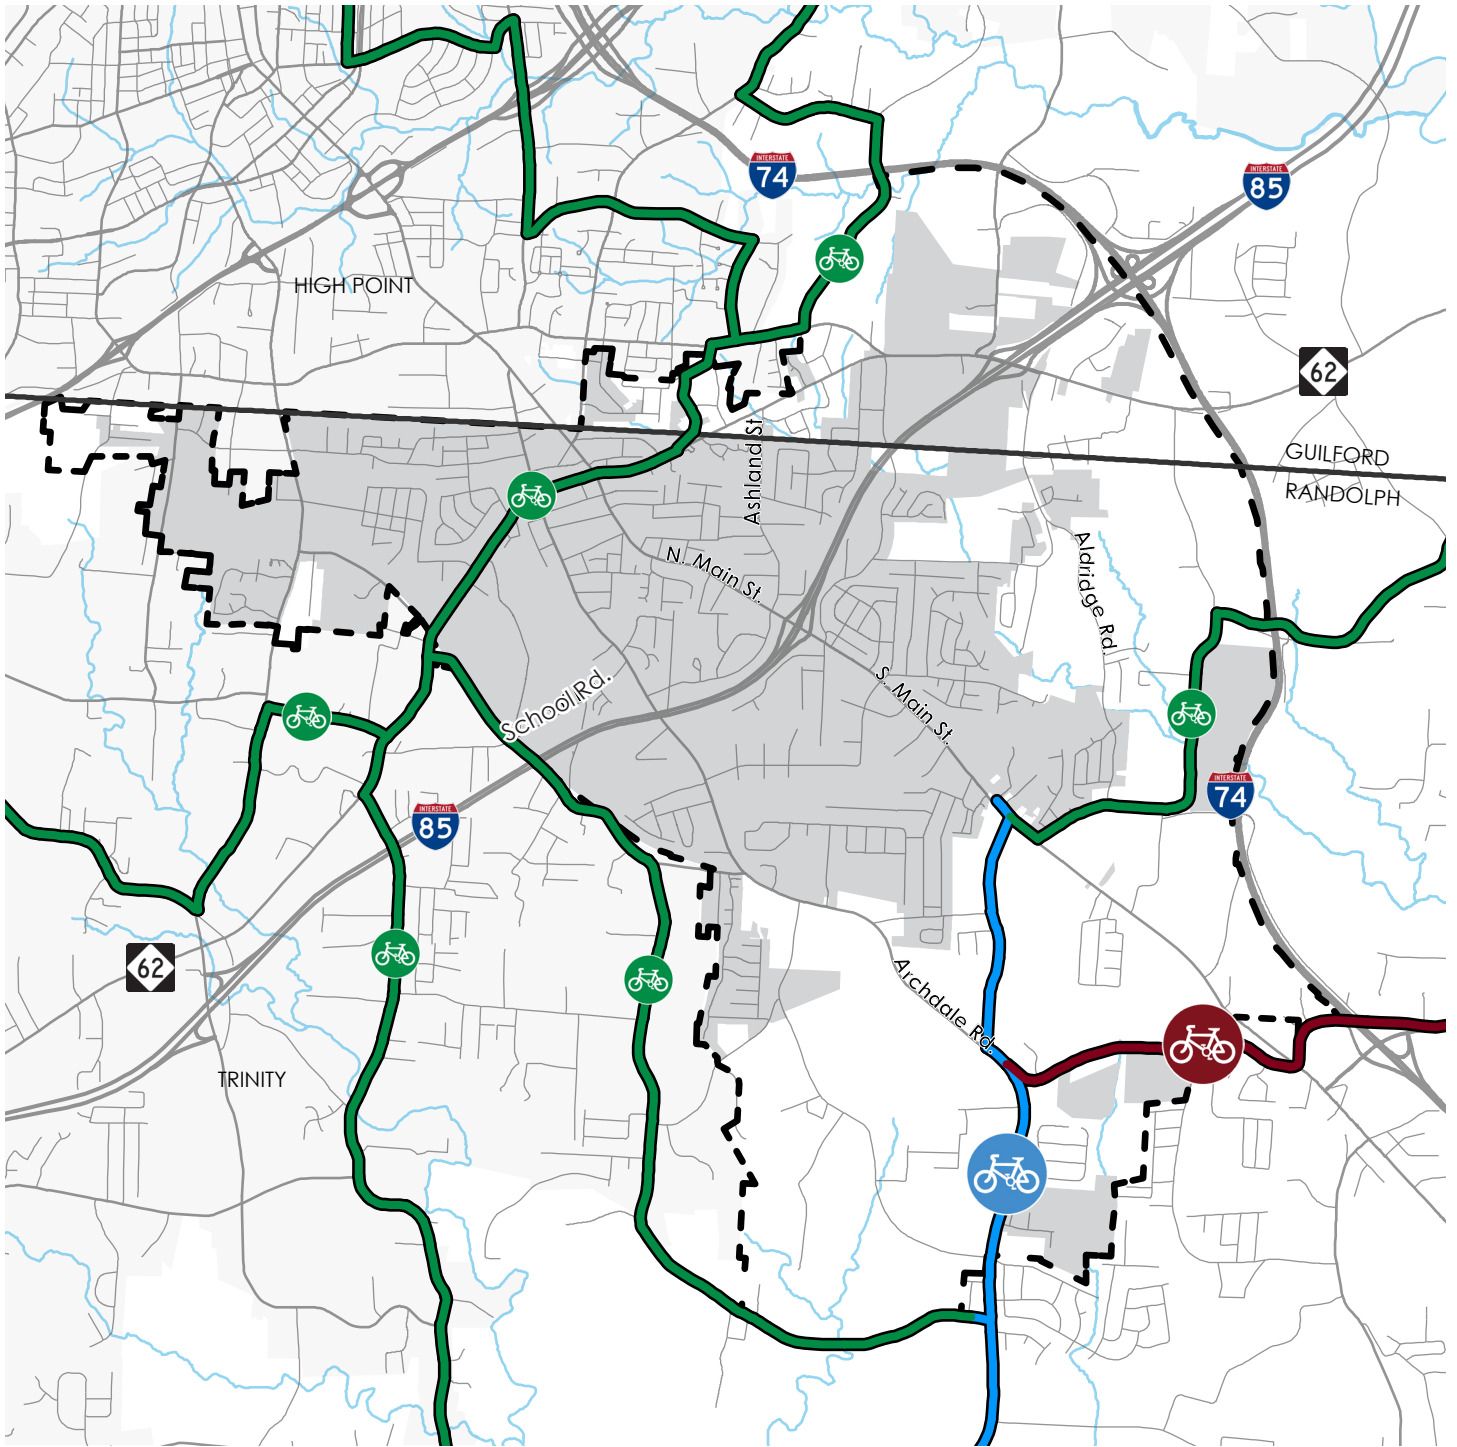 INTERSTATE
74
INTERSTATE
85
HIGH POINT
62
GUILFORD
RANDOLPH
Ashland St
N. Main St.
Aldridge Rd.
School Rd.
S. Main St.
INTERSTATE
74
INTERSTATE
85
62
Archdale Rd.
TRINITY